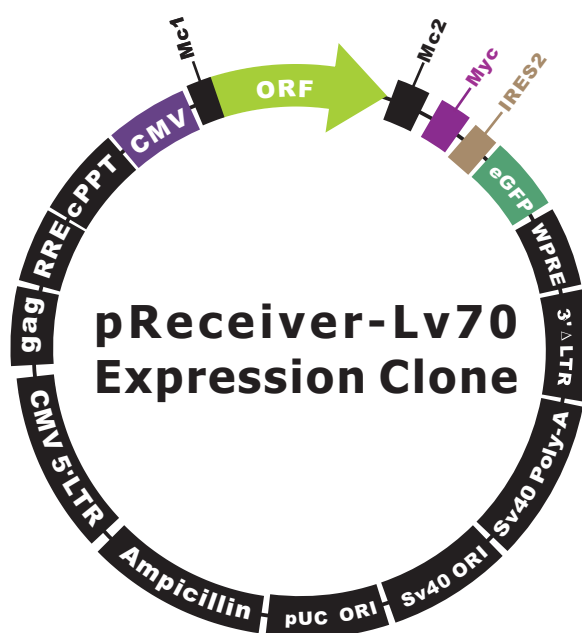 Mc1
ORF
Mc2
Myc
IRES2
eGFP
WPRE
3' Δ LTR
Sv40 Poly-A
Sv40 ORI
pUC ORI
Ampicillin
CMV 5'LTR
gag
RRE
cPPT
CMV
pReceiver-Lv70
Expression Clone